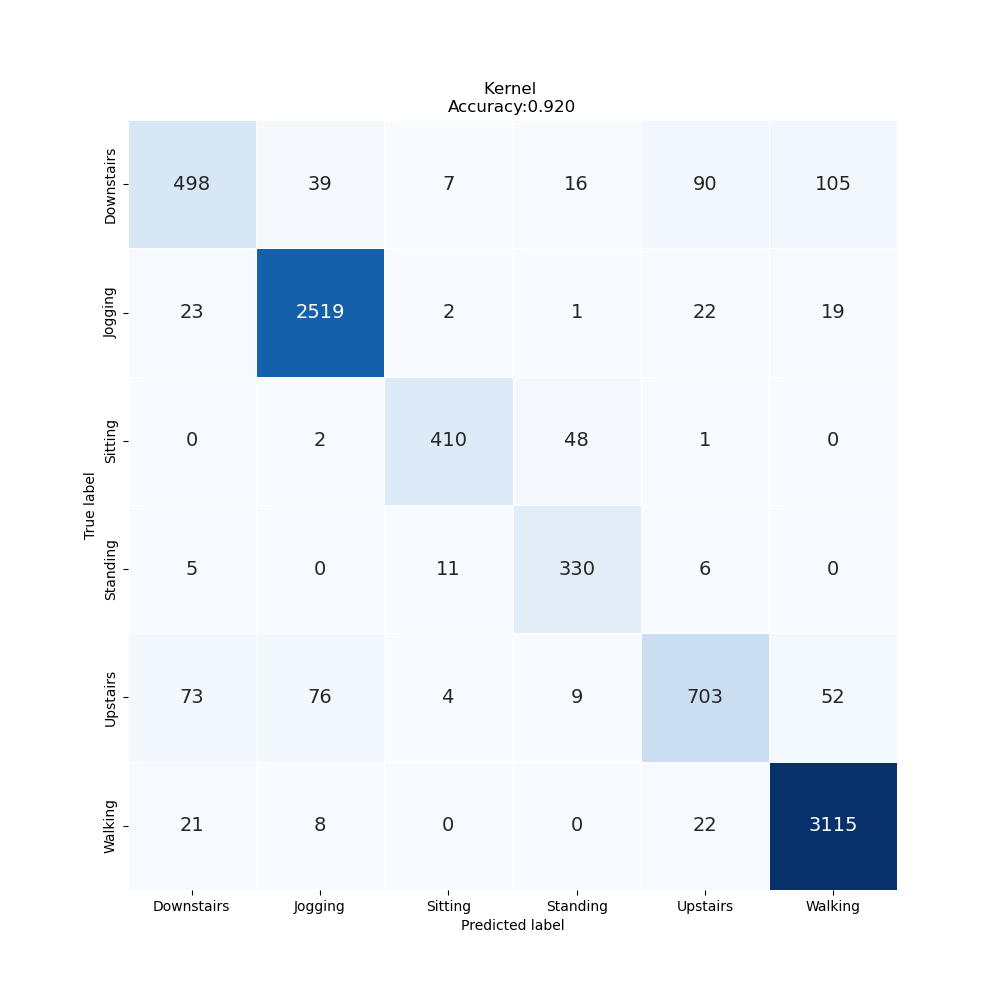 Kernel
Accuracy:0.920
Downstairs 498 39 7 16 90 105
Jogging 23 2519 2 1 22 19
Sitting 0 2 410 48 1 0
Standing 5 0 11 330 6 0
Upstairs 73 76 4 9 703 52
Walking 21 8 0 0 22 3115
True label
Downstairs Jogging Sitting Standing Upstairs Walking
Predicted label